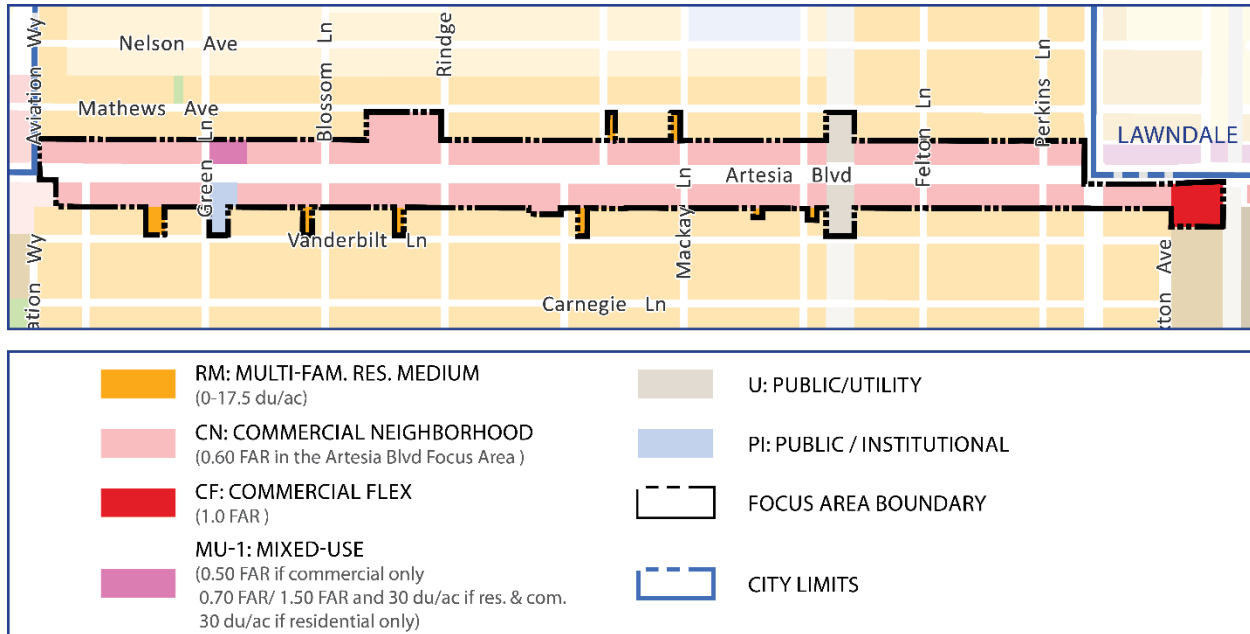 Aviation Wy
Nelson Ave
Blossom Ln
Rindge
Mathews Ave
Green Ln
Perkins Ln
Felton Ln
LAWNDALE
Artesia Blvd
Mackay Ln
Vanderbilt Ln
Carnegie Ln
ation Wy
xton Ave
RM: MULTI-FAM. RES. MEDIUM
(0-17.5 du/ac)
CN: COMMERCIAL NEIGHBORHOOD
(0.60 FAR in the Artesia Blvd Focus Area )
CF: COMMERCIAL FLEX
(1.0 FAR )
MU-1: MIXED-USE
(0.50 FAR if commercial only
0.70 FAR/ 1.50 FAR and 30 du/ac if res. & com.
30 du/ac if residential only)
U: PUBLIC/UTILITY
PI: PUBLIC / INSTITUTIONAL
FOCUS AREA BOUNDARY
CITY LIMITS